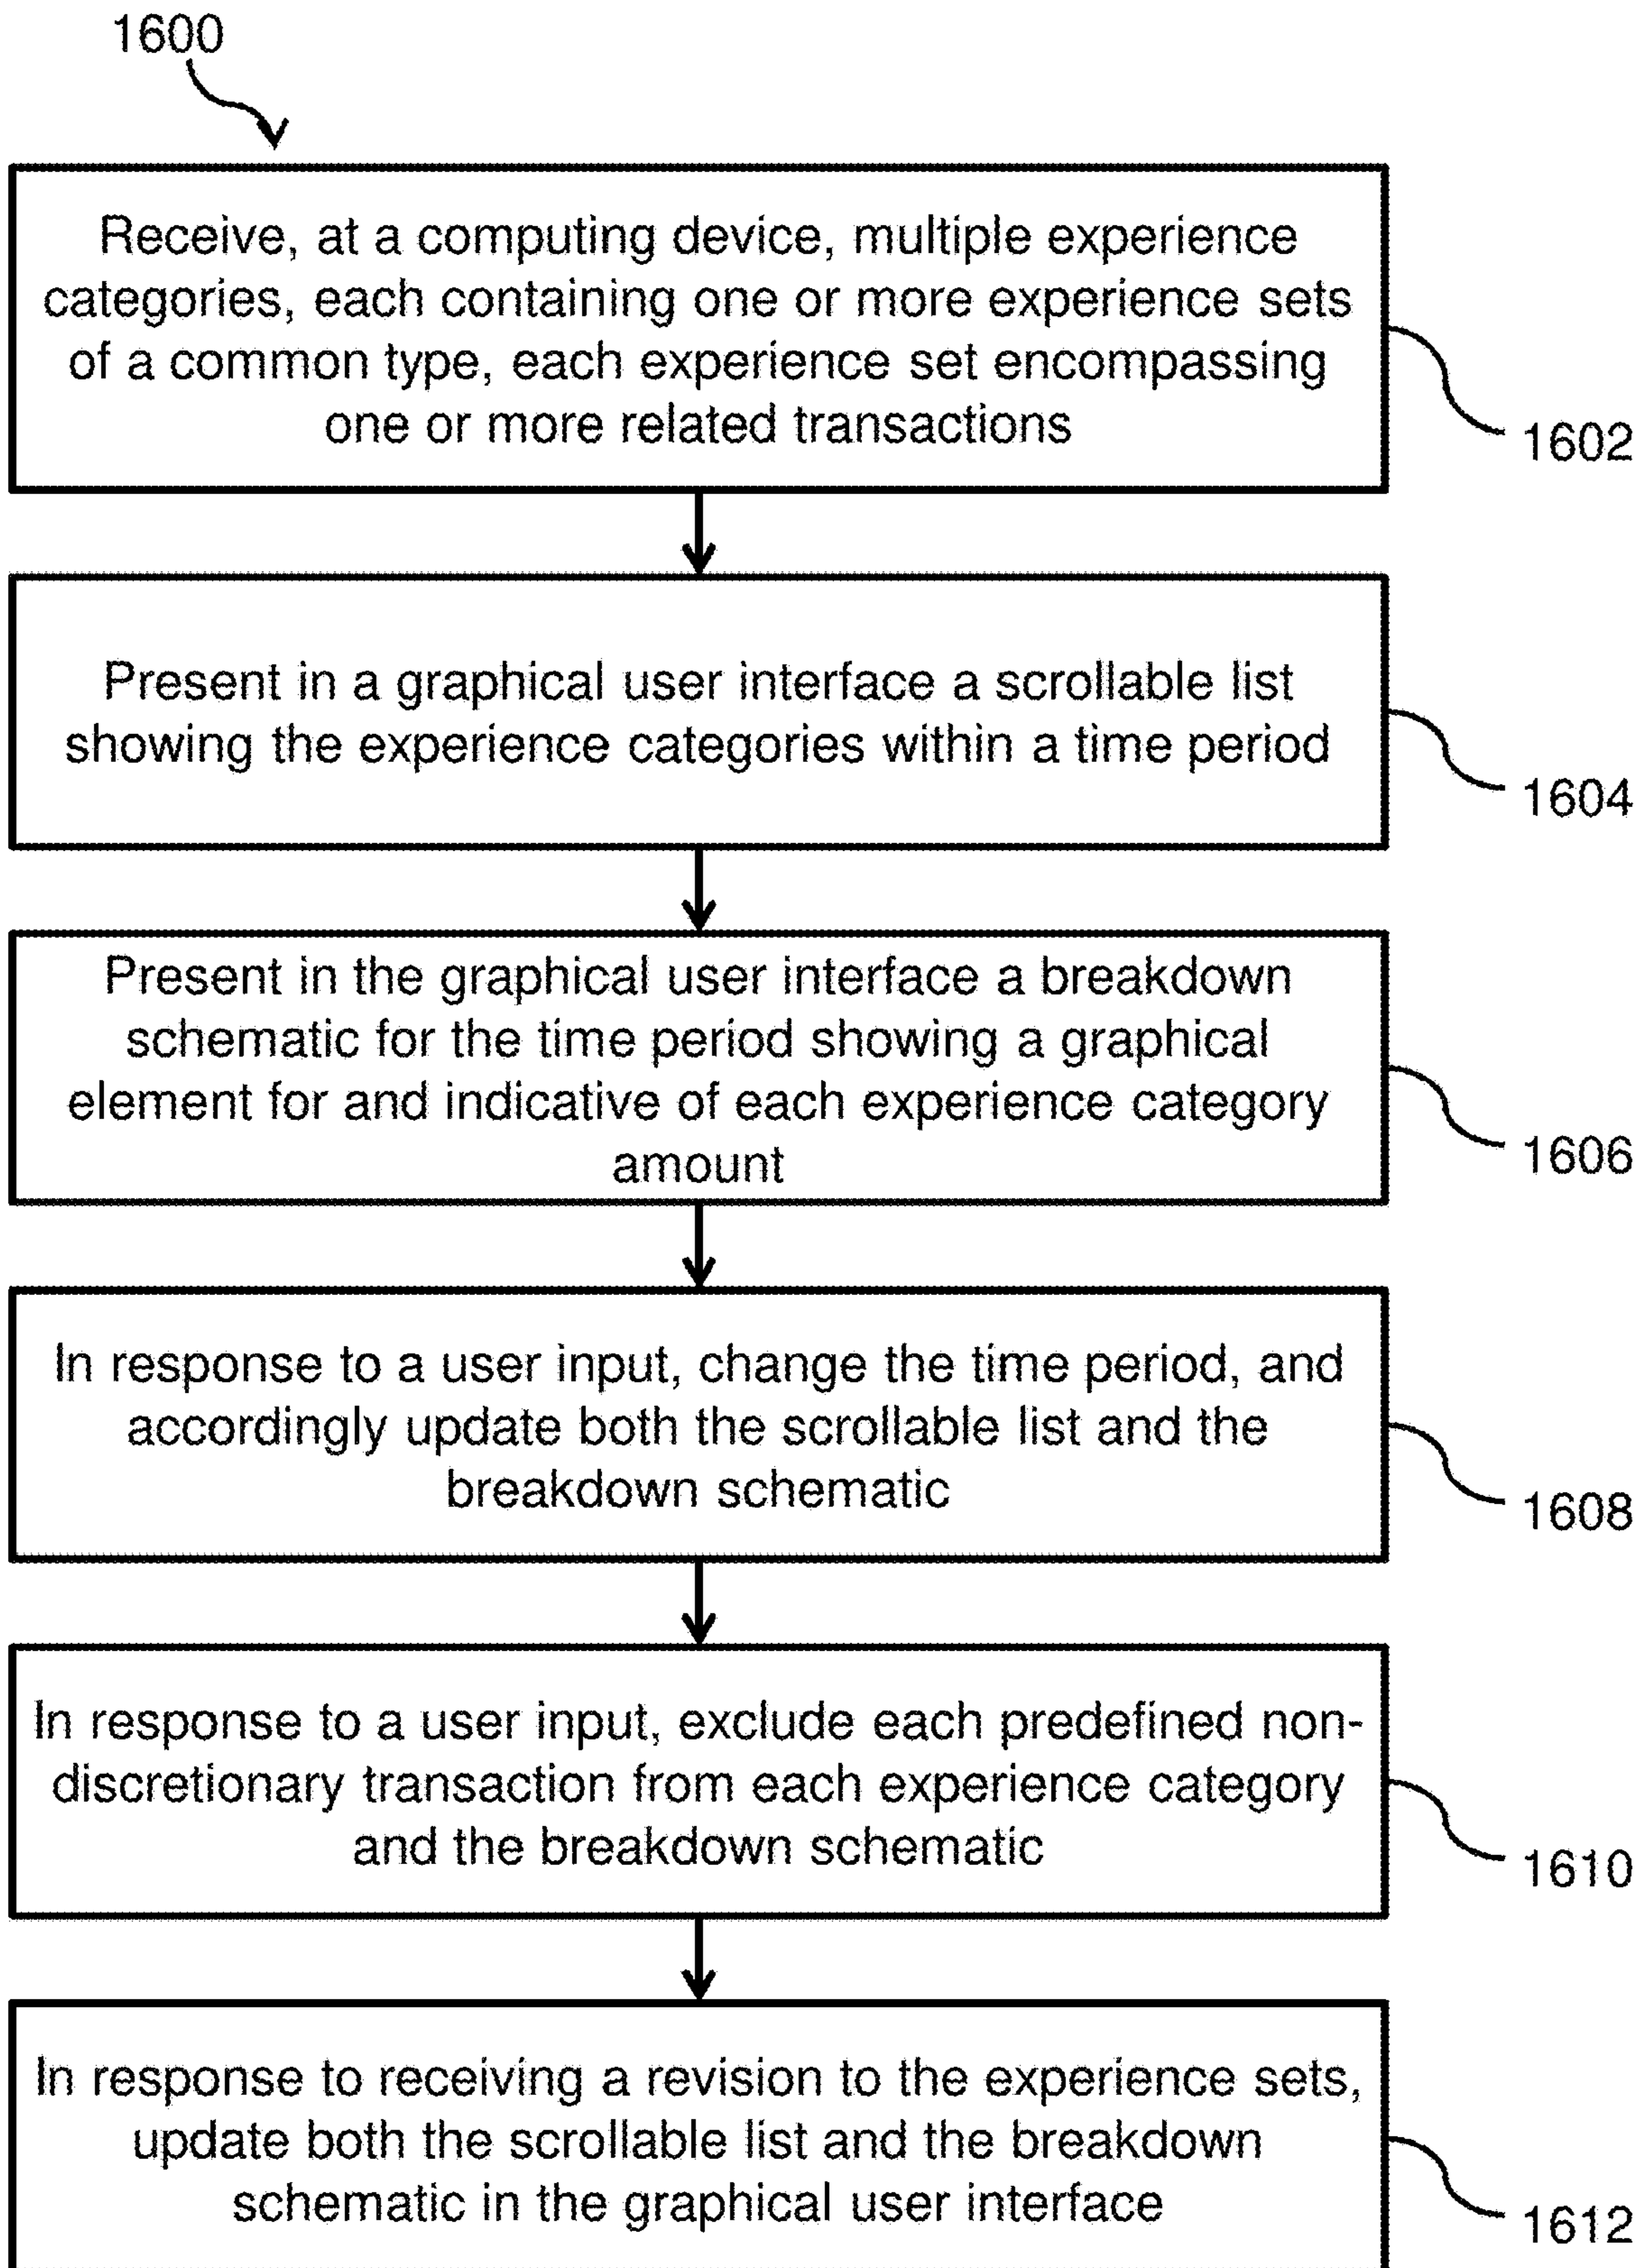 1600
Receive, at a computing device, multiple experience
categories, each containing one or more experience sets
of a common type, each experience set encompassing
one or more related transactions
1602
Present in a graphical user interface a scrollable list
showing the experience categories within a time period
1604
Present in the graphical user interface a breakdown
schematic for the time period showing a graphical
element for and indicative of each experience category
amount
1606
In response to a user input, change the time period, and
accordingly update both the scrollable list and the
breakdown schematic
1608
In response to a user input, exclude each predefined non-
discretionary transaction from each experience category
and the breakdown schematic
1610
In response to receiving a revision to the experience sets,
update both the scrollable list and the breakdown
schematic in the graphical user interface
1612